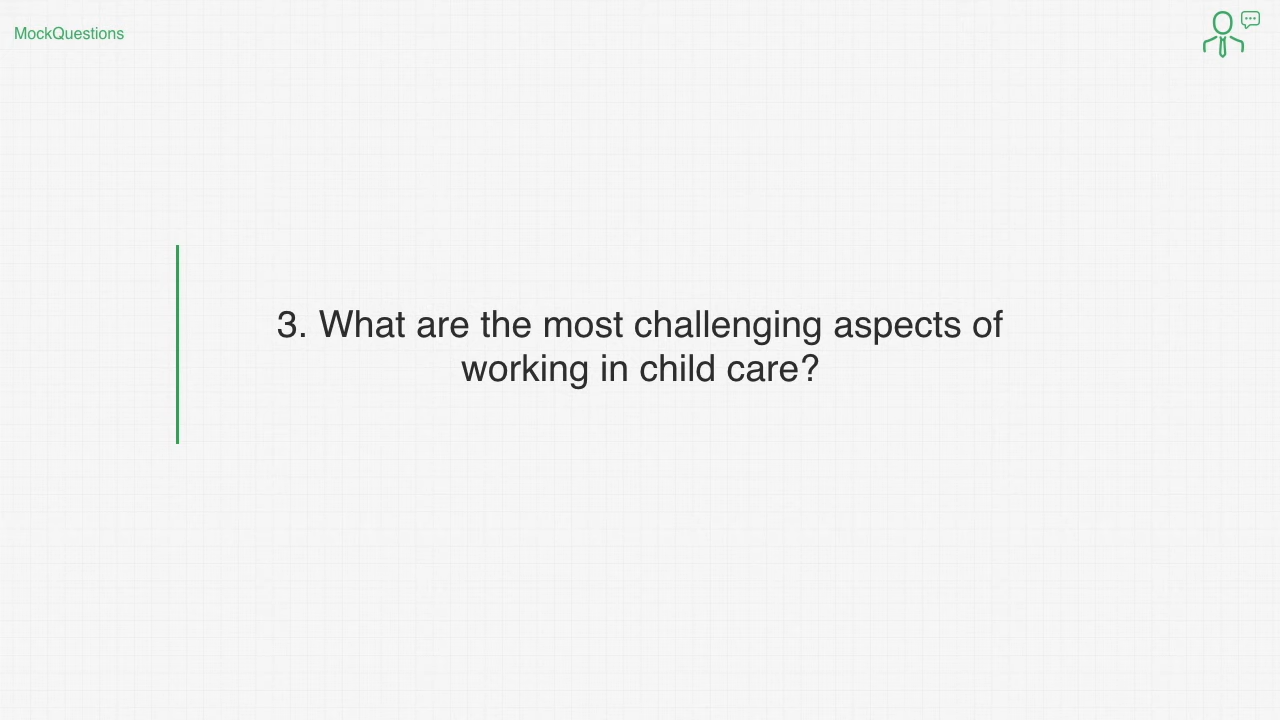 MockQuestions
3. What are the most challenging aspects of
working in child care?